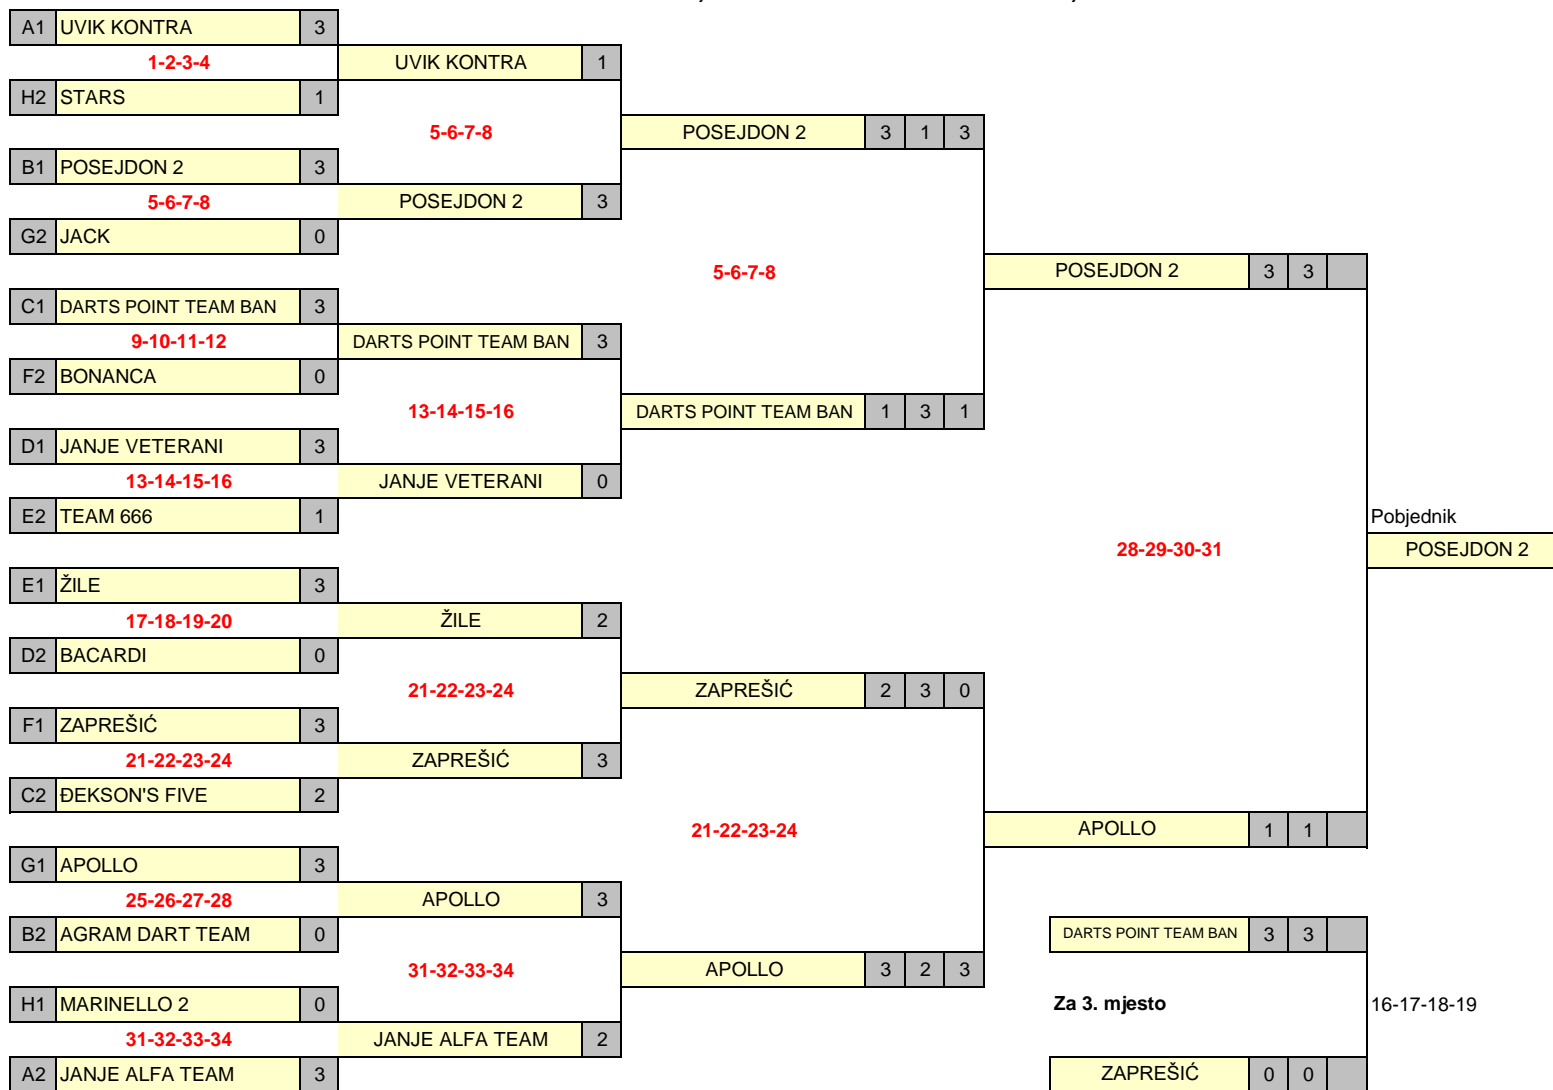 A1 UVIK KONTRA 3
1-2-3-4 UVIK KONTRA 1
H2 STARS 1
5-6-7-8 POSEJDON 2 3 1 3
B1 POSEJDON 2 3
5-6-7-8 POSEJDON 2 3
G2 JACK 0
5-6-7-8 POSEJDON 2 3 3
C1 DARTS POINT TEAM BAN 3
9-10-11-12 DARTS POINT TEAM BAN 3
F2 BONANCA 0
13-14-15-16 DARTS POINT TEAM BAN 1 3 1
D1 JANJE VETERANI 3
13-14-15-16 JANJE VETERANI 0
E2 TEAM 666 1 Pobjednik
28-29-30-31 POSEJDON 2
E1 ŽILE 3
17-18-19-20 ŽILE 2
D2 BACARDI 0
21-22-23-24 ZAPREŠIĆ 2 3 0
F1 ZAPREŠIĆ 3
21-22-23-24 ZAPREŠIĆ 3
C2 ĐEKSON'S FIVE 2
21-22-23-24 APOLLO 1 1
G1 APOLLO 3
25-26-27-28 APOLLO 3
B2 AGRAM DART TEAM 0 DARTS POINT TEAM BAN 3 3
31-32-33-34 APOLLO 3 2 3
H1 MARINELLO 2 0 Za 3. mjesto 16-17-18-19
31-32-33-34 JANJE ALFA TEAM 2
A2 JANJE ALFA TEAM 3 ZAPREŠIĆ 0 0